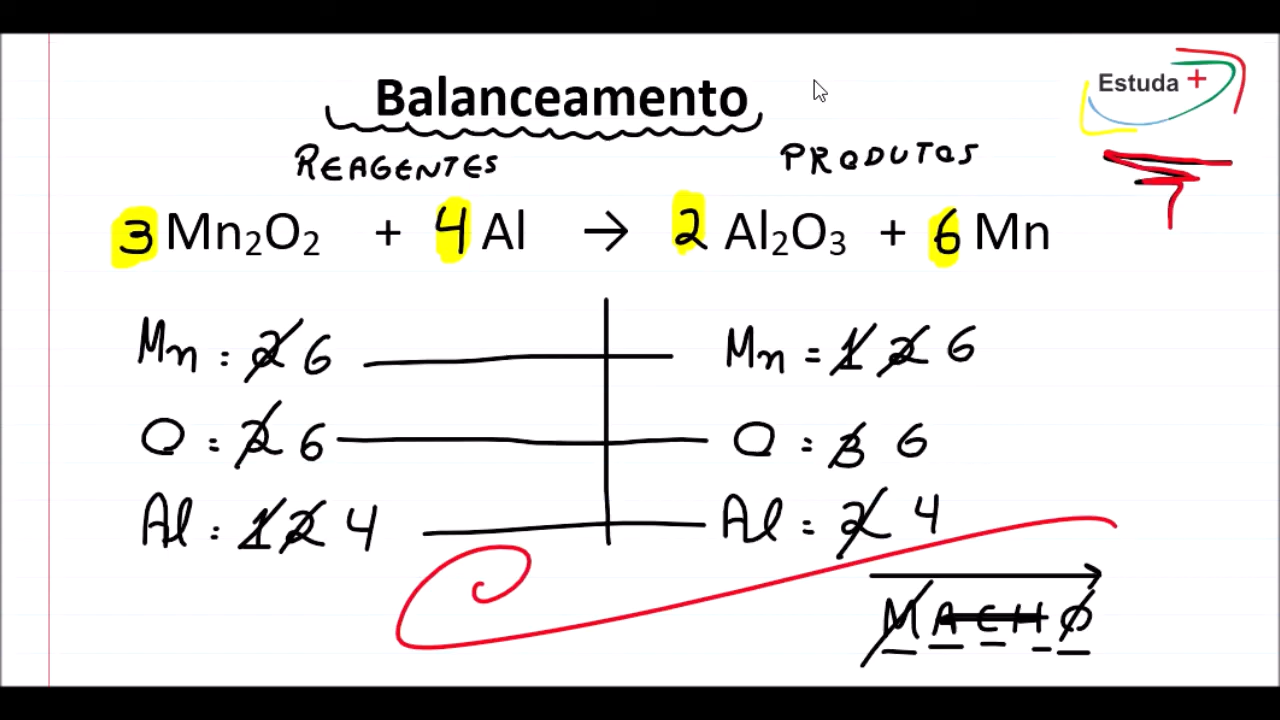 Estuda +
Balanceamento
REAGENTES PRODUTOS
3 Mn₂O₂ + 4 Al → 2 Al₂O₃ + 6 Mn
Mn : 2 6 Mn = 1 2 6
O : 2 6 O : 3 6
Al : 1 2 4 Al : 2 4
MACHO